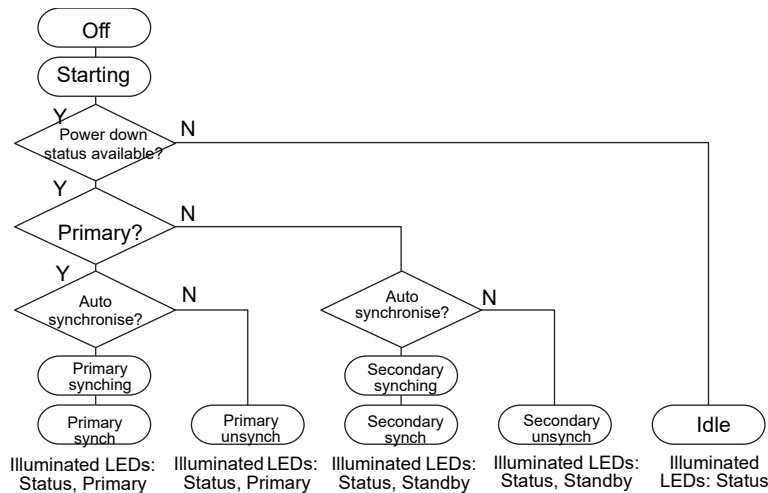 Off
Starting
Y
Power down
status available?
N
Y
Primary?
N
Y
Auto
synchronise?
N
Auto
synchronise?
N
Primary
synching
Secondary
synching
Primary
synch
Primary
unsynch
Secondary
synch
Secondary
unsynch
Idle
Illuminated LEDs:
Status, Primary
Illuminated LEDs:
Status, Primary
Illuminated LEDs:
Status, Standby
Illuminated LEDs:
Status, Standby
Illuminated
LEDs: Status